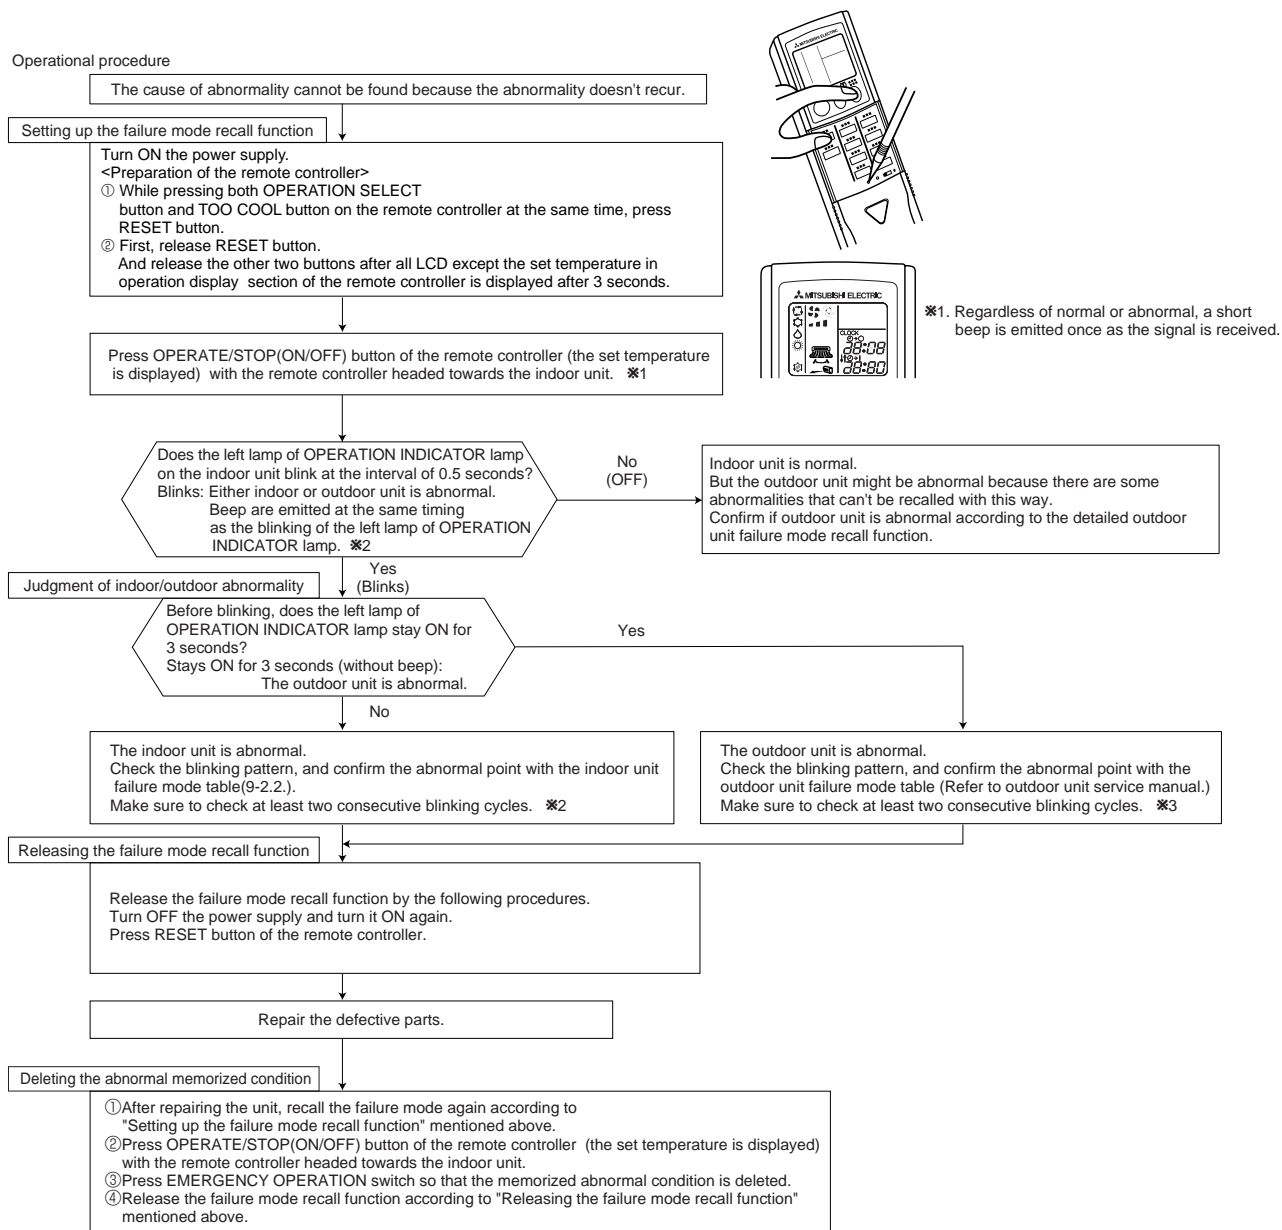 Operational procedure
The cause of abnormality cannot be found because the abnormality doesn't recur.
Setting up the failure mode recall function
Turn ON the power supply.
<Preparation of the remote controller>
① While pressing both OPERATION SELECT
button and TOO COOL button on the remote controller at the same time, press
RESET button.
② First, release RESET button.
And release the other two buttons after all LCD except the set temperature in
operation display section of the remote controller is displayed after 3 seconds.
MITSUBISHI ELECTRIC
MITSUBISHI ELECTRIC
CLOCK
88:08
88:80
※1. Regardless of normal or abnormal, a short
beep is emitted once as the signal is received.
Press OPERATE/STOP(ON/OFF) button of the remote controller (the set temperature
is displayed) with the remote controller headed towards the indoor unit. ※1
Does the left lamp of OPERATION INDICATOR lamp
on the indoor unit blink at the interval of 0.5 seconds?
Blinks: Either indoor or outdoor unit is abnormal.
Beep are emitted at the same timing
as the blinking of the left lamp of OPERATION
INDICATOR lamp. ※2
No
(OFF)
Indoor unit is normal.
But the outdoor unit might be abnormal because there are some
abnormalities that can't be recalled with this way.
Confirm if outdoor unit is abnormal according to the detailed outdoor
unit failure mode recall function.
Yes
(Blinks)
Judgment of indoor/outdoor abnormality
Before blinking, does the left lamp of
OPERATION INDICATOR lamp stay ON for
3 seconds?
Stays ON for 3 seconds (without beep):
The outdoor unit is abnormal.
Yes
No
The indoor unit is abnormal.
Check the blinking pattern, and confirm the abnormal point with the indoor unit
failure mode table(9-2.2.).
Make sure to check at least two consecutive blinking cycles. ※2
The outdoor unit is abnormal.
Check the blinking pattern, and confirm the abnormal point with the
outdoor unit failure mode table (Refer to outdoor unit service manual.)
Make sure to check at least two consecutive blinking cycles. ※3
Releasing the failure mode recall function
Release the failure mode recall function by the following procedures.
Turn OFF the power supply and turn it ON again.
Press RESET button of the remote controller.
Repair the defective parts.
Deleting the abnormal memorized condition
①After repairing the unit, recall the failure mode again according to
"Setting up the failure mode recall function" mentioned above.
②Press OPERATE/STOP(ON/OFF) button of the remote controller (the set temperature is displayed)
with the remote controller headed towards the indoor unit.
③Press EMERGENCY OPERATION switch so that the memorized abnormal condition is deleted.
④Release the failure mode recall function according to "Releasing the failure mode recall function"
mentioned above.